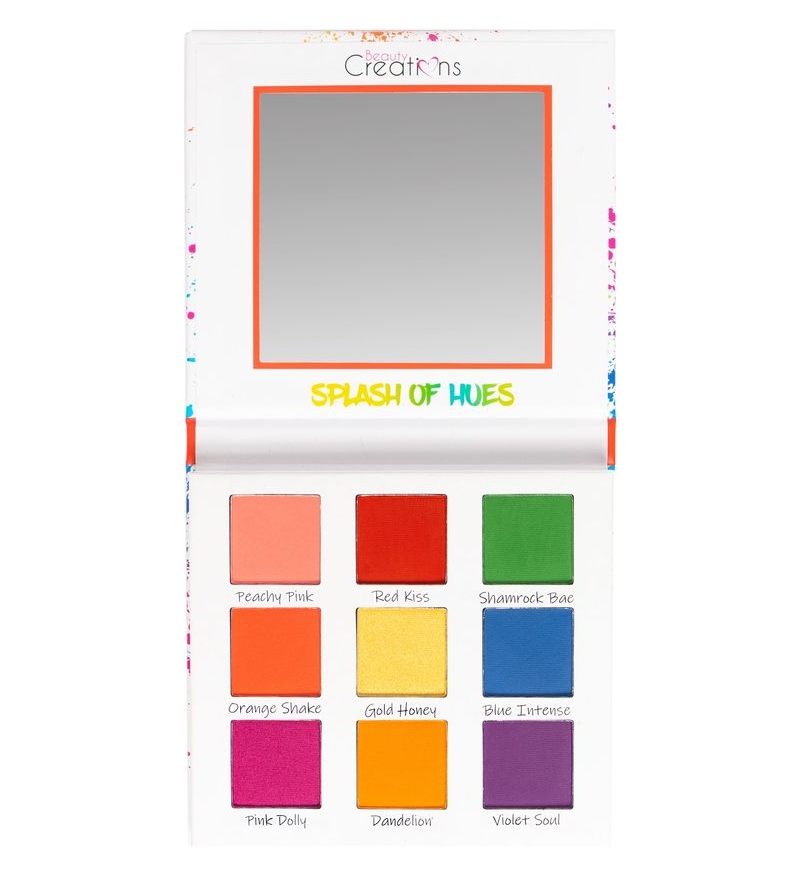 Beauty
Creations
SPLASH OF HUES
Peachy Pink
Red Kiss
Shamrock Bae
Orange Shake
Gold Honey
Blue Intense
Pink Dolly
Dandelion
Violet Soul